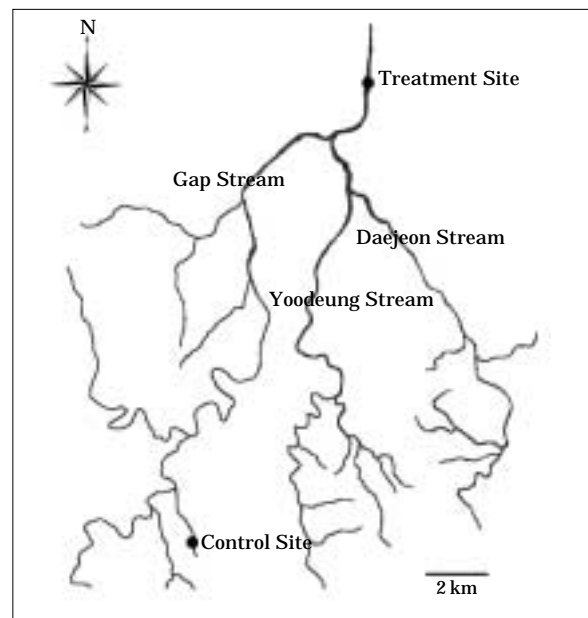 N
Treatment Site
Gap Stream
Daejeon Stream
Yoodeung Stream
Control Site
2 km